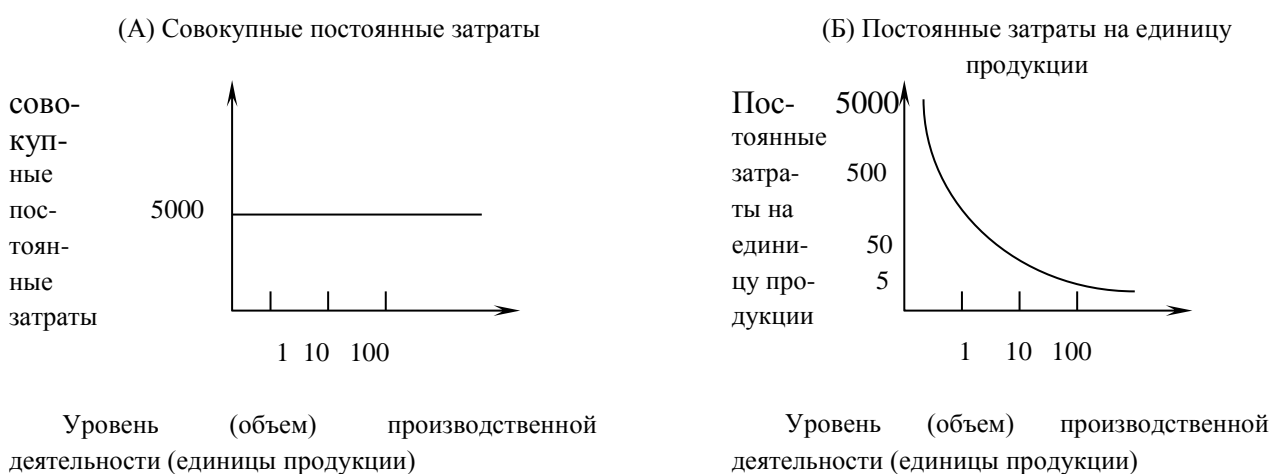 (А) Совокупные постоянные затраты
сово-
куп-
ные
пос-
тоян-
ные
затраты
5000
1 10 100
Уровень (объем) производственной
деятельности (единицы продукции)
(Б) Постоянные затраты на единицу
продукции
Пос-
тоянные
затра-
ты на
едини-
цу про-
дукции
5000
500
50
5
1 10 100
Уровень (объем) производственной
деятельности (единицы продукции)